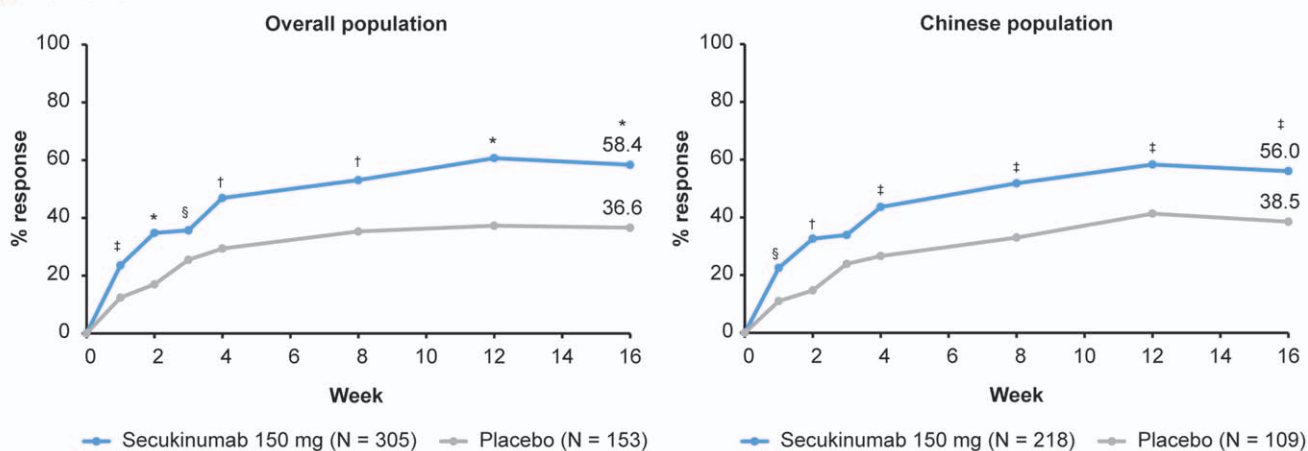 Overall population
% response
100
80
60
40
20
0
‡
*
§
†
†
*
*
58.4
36.6
0 2 4 6 8 10 12 14 16
Week
Secukinumab 150 mg (N = 305) Placebo (N = 153)
Chinese population
% response
100
80
60
40
20
0
§
†
‡
‡
‡
‡
56.0
38.5
0 2 4 6 8 10 12 14 16
Week
Secukinumab 150 mg (N = 218) Placebo (N = 109)